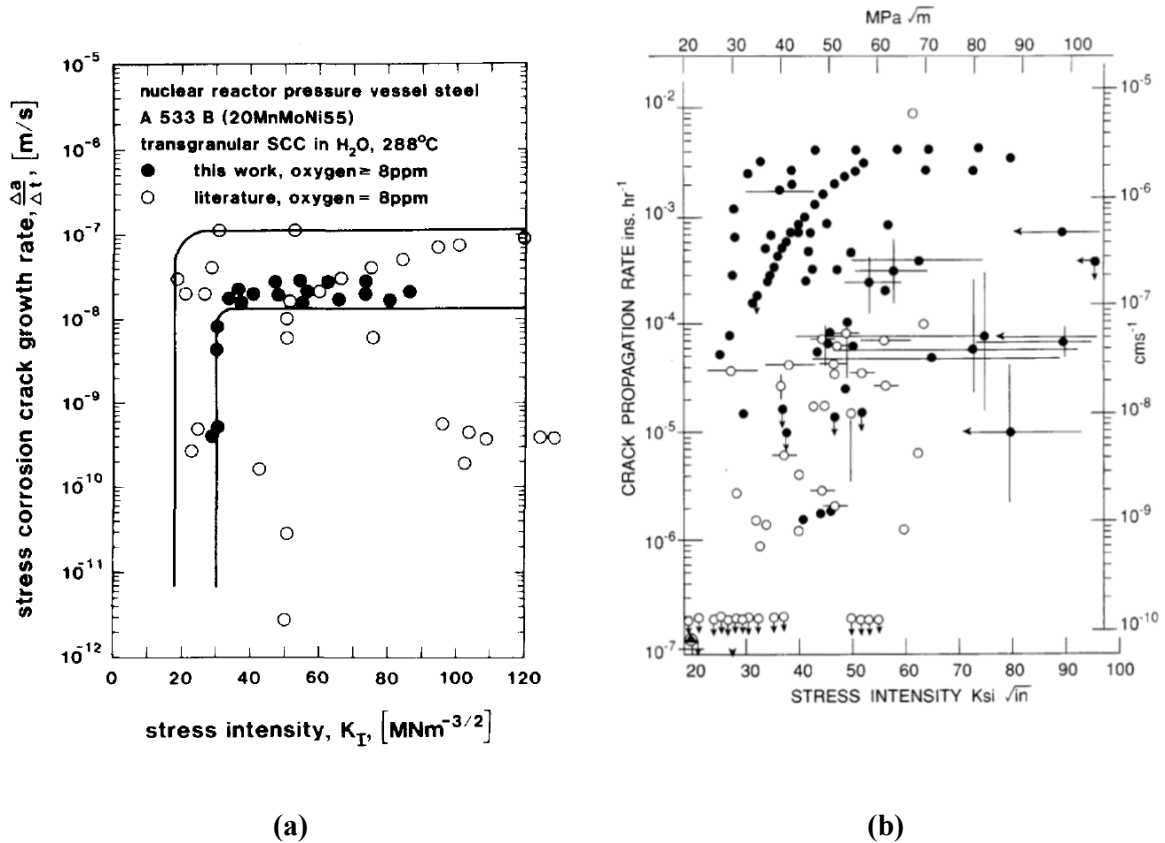 10⁻⁵
10⁻⁶
10⁻⁷
10⁻⁸
10⁻⁹
10⁻¹⁰
10⁻¹¹
10⁻¹²
stress corrosion crack growth rate, Δa/Δt, [m/s]
nuclear reactor pressure vessel steel
A 533 B (20MnMoNi55)
transgranular SCC in H₂O, 288°C
● this work, oxygen ≥ 8ppm
○ literature, oxygen = 8ppm
0 20 40 60 80 100 120
stress intensity, K_I, [MNm⁻³/²]
(a)
MPa √m
20 30 40 50 60 70 80 100
10⁻²
10⁻³
10⁻⁴
10⁻⁵
10⁻⁶
10⁻⁷
CRACK PROPAGATION RATE ins. hr⁻¹
10⁻⁵
10⁻⁶
10⁻⁷
10⁻⁸
10⁻⁹
10⁻¹⁰
cms⁻¹
20 30 40 50 60 70 80 90 100
STRESS INTENSITY Ksi √in
(b)